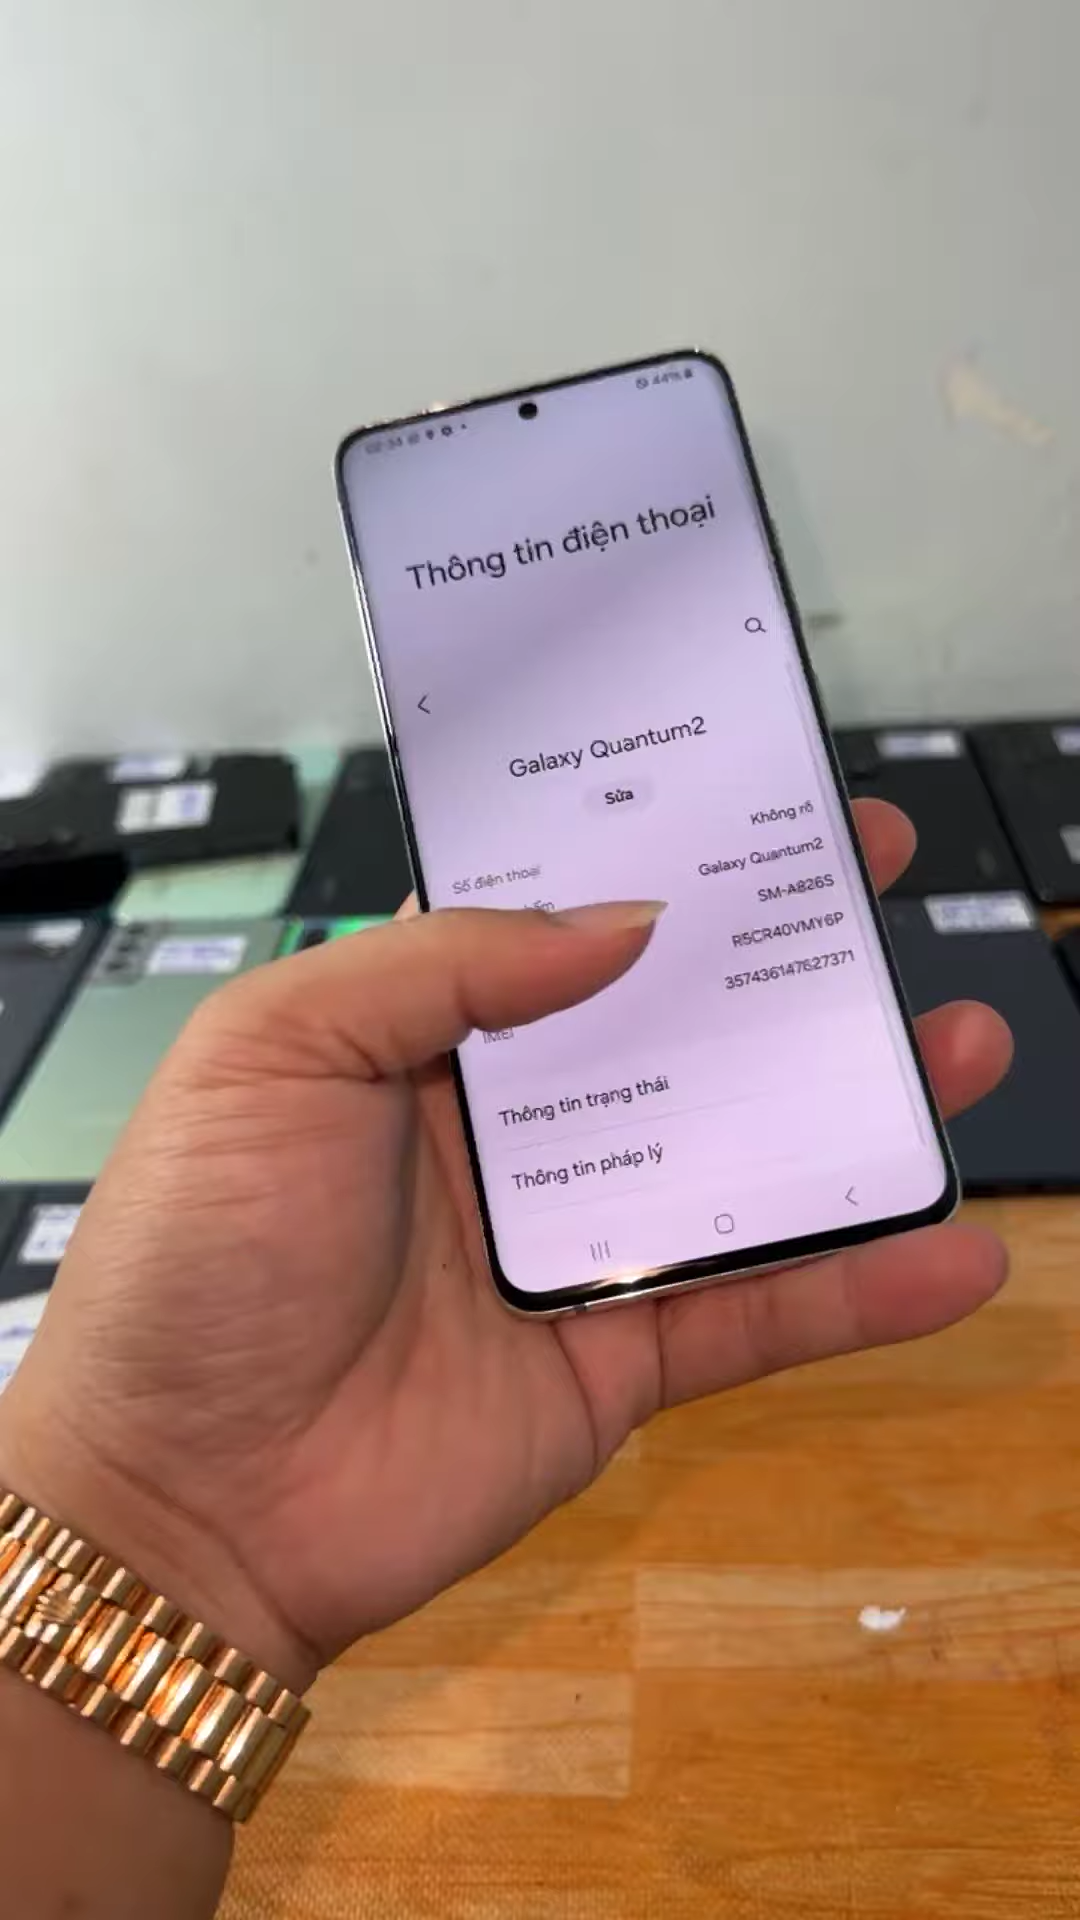 44%
Thông tin điện thoại
Galaxy Quantum2
Sửa
Số điện thoại
Không rõ
Galaxy Quantum2
SM-A826S
R5CR40VMY6P
IMEI
357436147627371
Thông tin trạng thái
Thông tin pháp lý